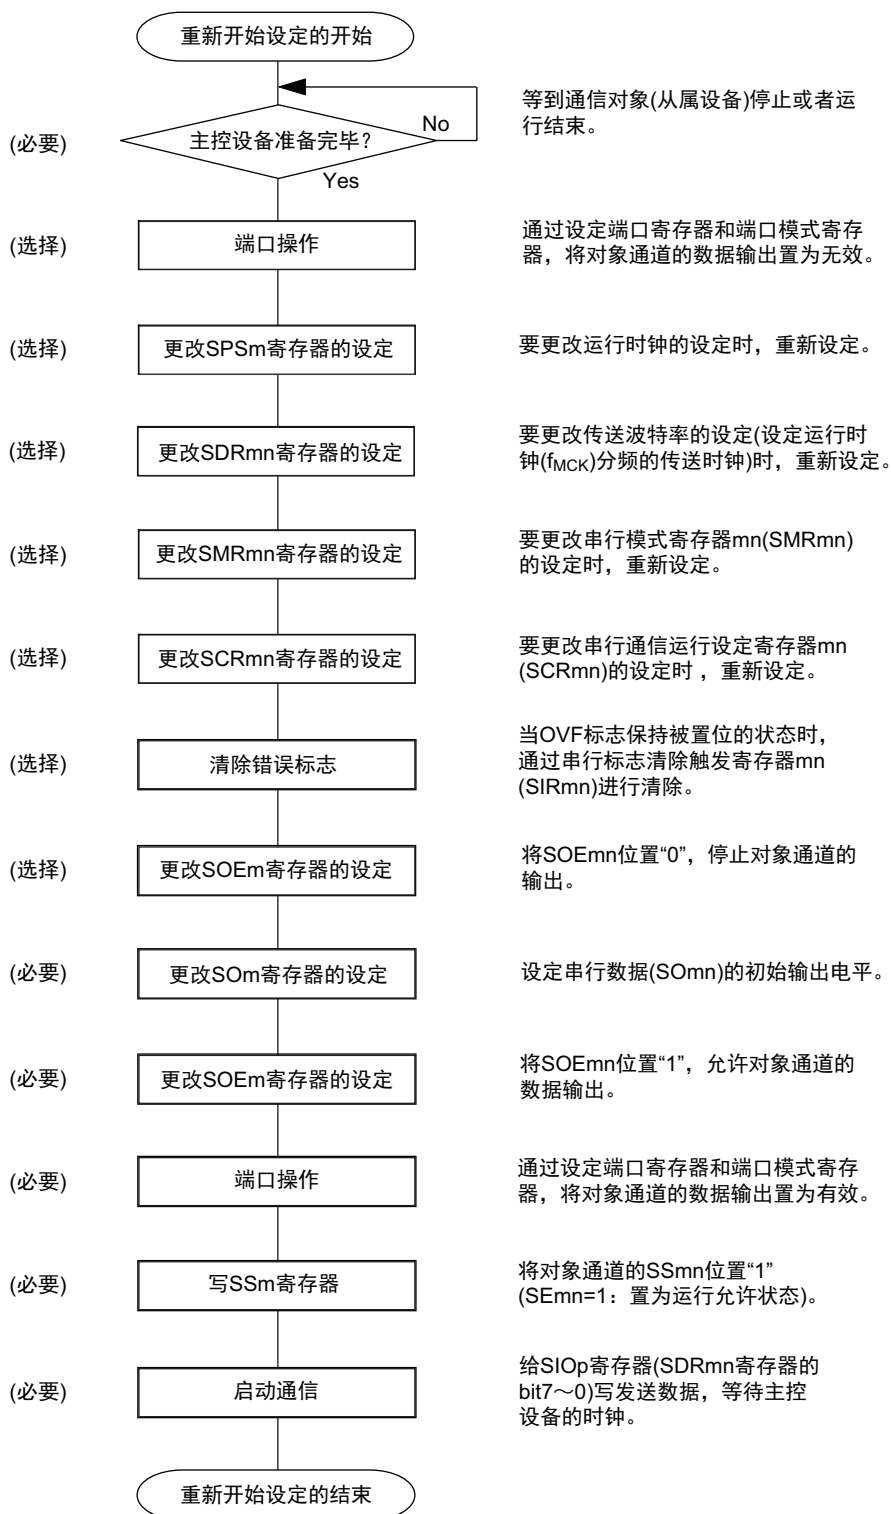 重新开始设定的开始
(必要)
主控设备准备完毕？
No
Yes
等到通信对象(从属设备)停止或者运
行结束。
(选择)
端口操作
通过设定端口寄存器和端口模式寄存
器，将对象通道的数据输出置为无效。
(选择)
更改SPSm寄存器的设定
要更改运行时钟的设定时，重新设定。
(选择)
更改SDRmn寄存器的设定
要更改传送波特率的设定(设定运行时
钟(fMCK)分频的传送时钟)时，重新设定。
(选择)
更改SMRmn寄存器的设定
要更改串行模式寄存器mn(SMRmn)
的设定时，重新设定。
(选择)
更改SCRmn寄存器的设定
要更改串行通信运行设定寄存器mn
(SCRmn)的设定时 ，重新设定。
(选择)
清除错误标志
当OVF标志保持被置位的状态时，
通过串行标志清除触发寄存器mn
(SIRmn)进行清除。
(选择)
更改SOEm寄存器的设定
将SOEmn位置“0”，停止对象通道的
输出。
(必要)
更改SOm寄存器的设定
设定串行数据(SOmn)的初始输出电平。
(必要)
更改SOEm寄存器的设定
将SOEmn位置“1”，允许对象通道的
数据输出。
(必要)
端口操作
通过设定端口寄存器和端口模式寄存
器，将对象通道的数据输出置为有效。
(必要)
写SSm寄存器
将对象通道的SSmn位置“1”
(SEmn=1：置为运行允许状态)。
(必要)
启动通信
给SIOp寄存器(SDRmn寄存器的
bit7～0)写发送数据，等待主控
设备的时钟。
重新开始设定的结束